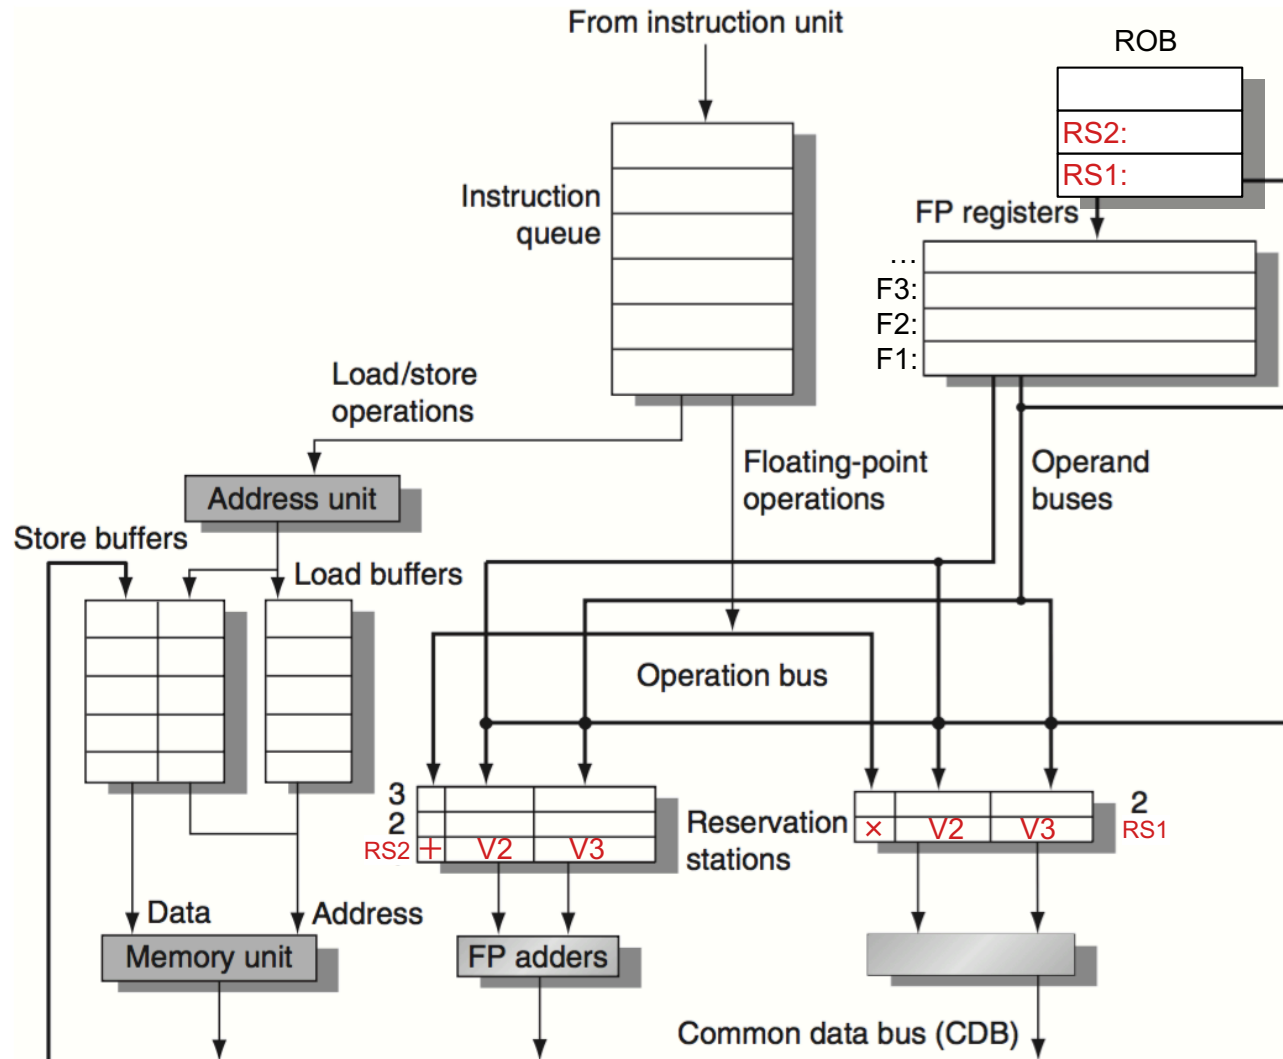 From instruction unit
ROB
RS2:
RS1:
Instruction
queue
FP registers
...
F3:
F2:
F1:
Load/store
operations
Floating-point
operations
Operand
buses
Address unit
Store buffers
Load buffers
Operation bus
3
2
RS2 + V2 V3
Reservation
stations
2
× V2 V3 RS1
Data
Address
Memory unit
FP adders
Common data bus (CDB)